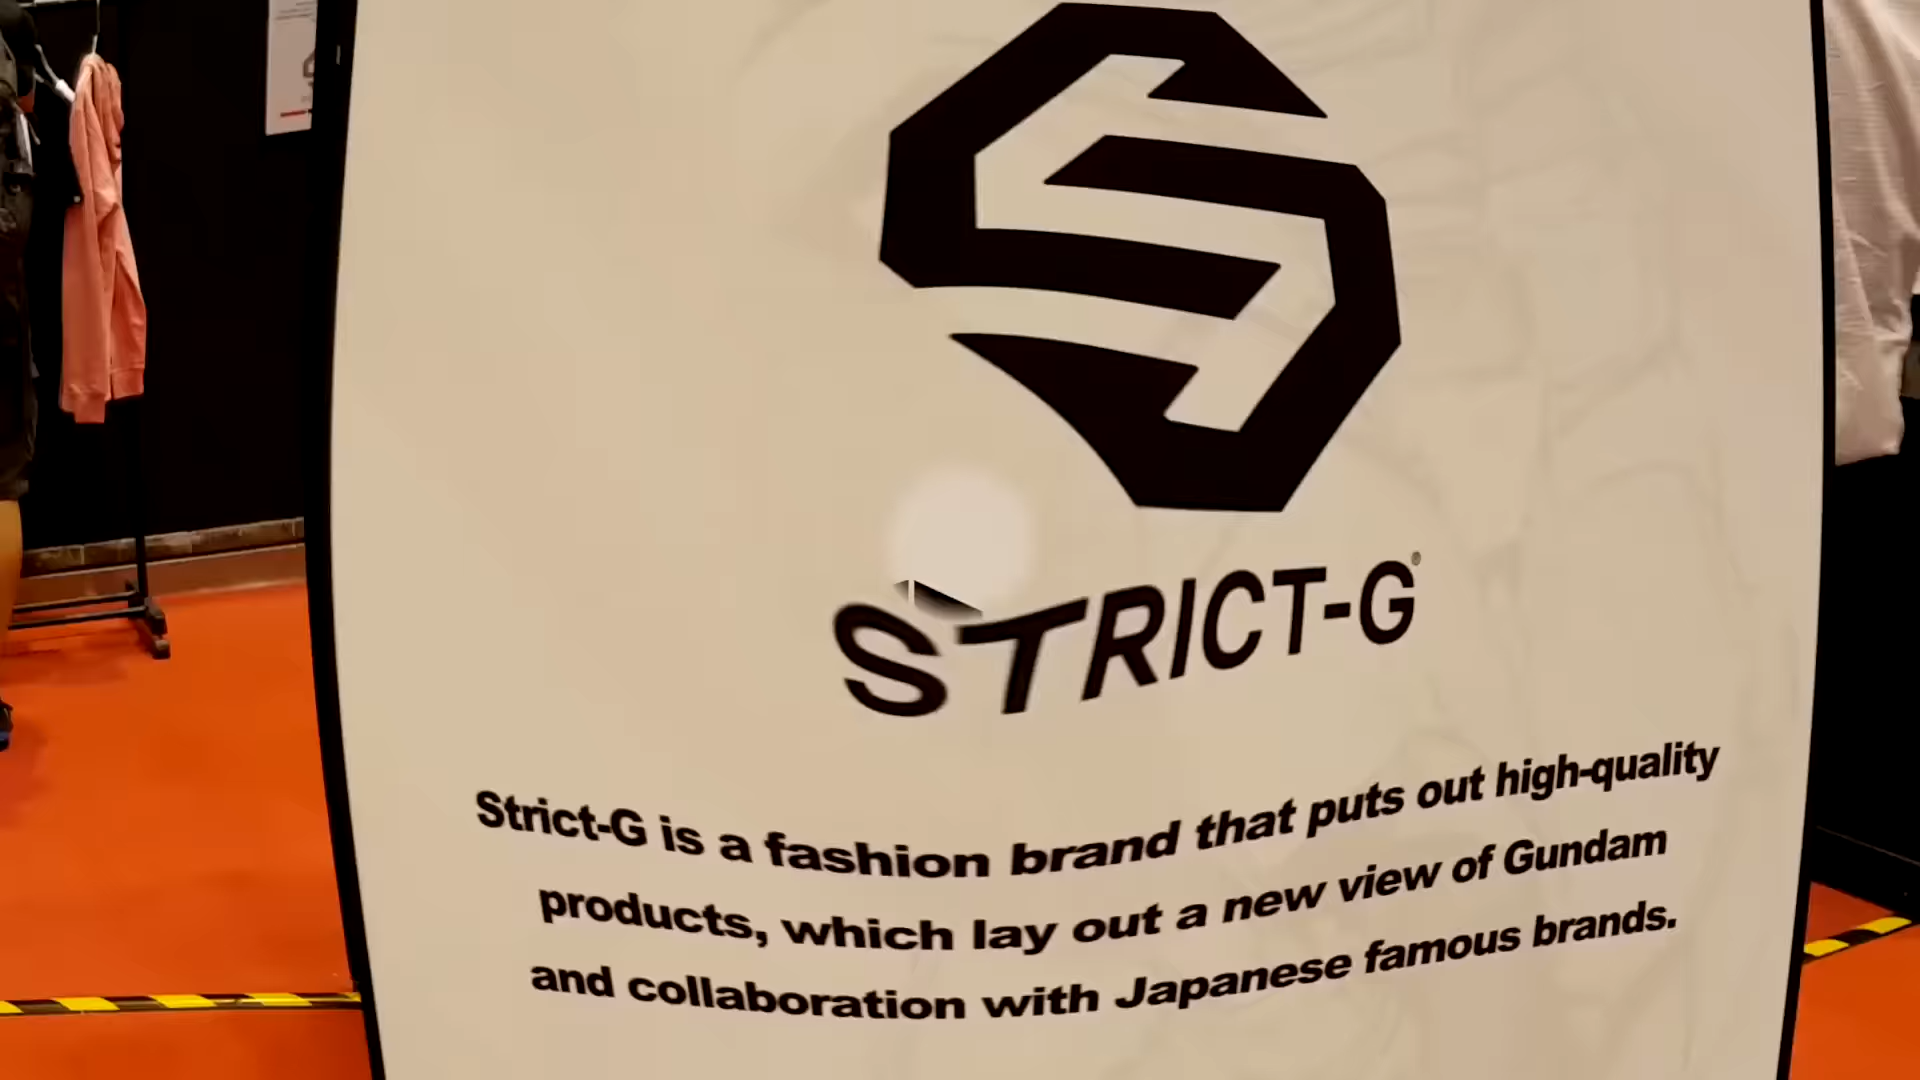 STRICT-G®
Strict-G is a fashion brand that puts out high-quality
products, which lay out a new view of Gundam
and collaboration with Japanese famous brands.